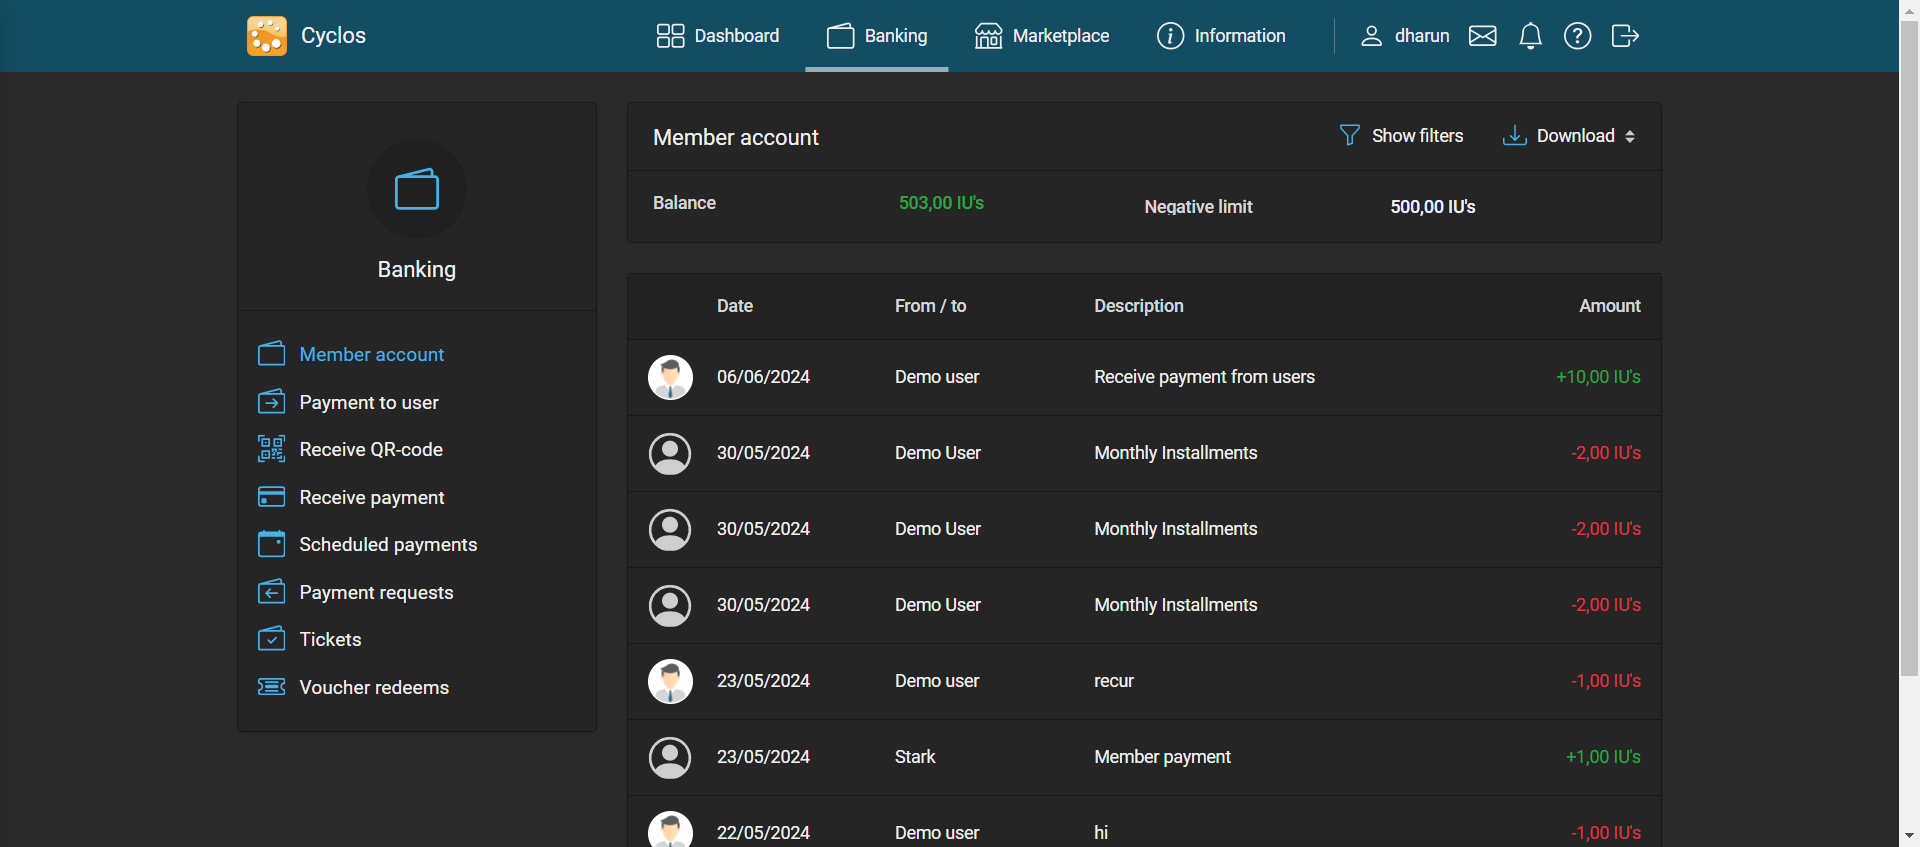 Cyclos
Dashboard
Banking
Marketplace
Information
dharun
Banking
Member account
Payment to user
Receive QR-code
Receive payment
Scheduled payments
Payment requests
Tickets
Voucher redeems
Member account
Show filters
Download
Balance 503,00 IU's Negative limit 500,00 IU's
Date From / to Description Amount
06/06/2024 Demo user Receive payment from users +10,00 IU's
30/05/2024 Demo User Monthly Installments -2,00 IU's
30/05/2024 Demo User Monthly Installments -2,00 IU's
30/05/2024 Demo User Monthly Installments -2,00 IU's
23/05/2024 Demo user recur -1,00 IU's
23/05/2024 Stark Member payment +1,00 IU's
22/05/2024 Demo user hi -1,00 IU's